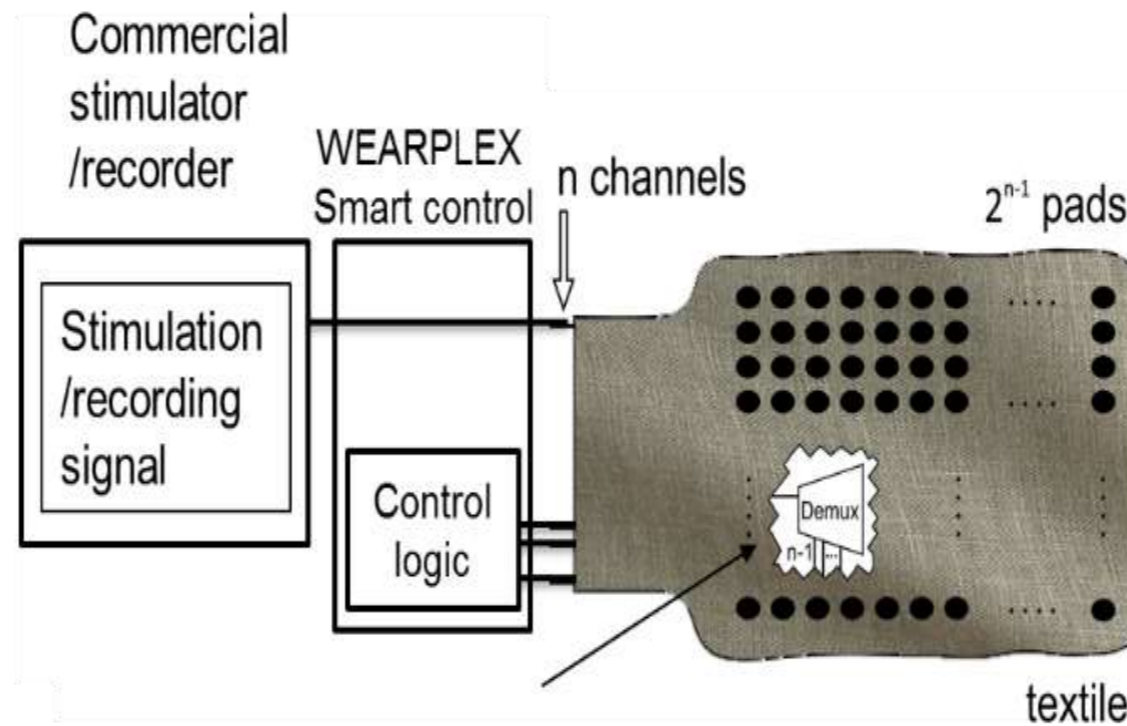 Commercial
stimulator
/recorder
WEARPLEX
Smart control
n channels
2ⁿ⁻¹ pads
Stimulation
/recording
signal
Control
logic
Demux
n-1 ...
textile